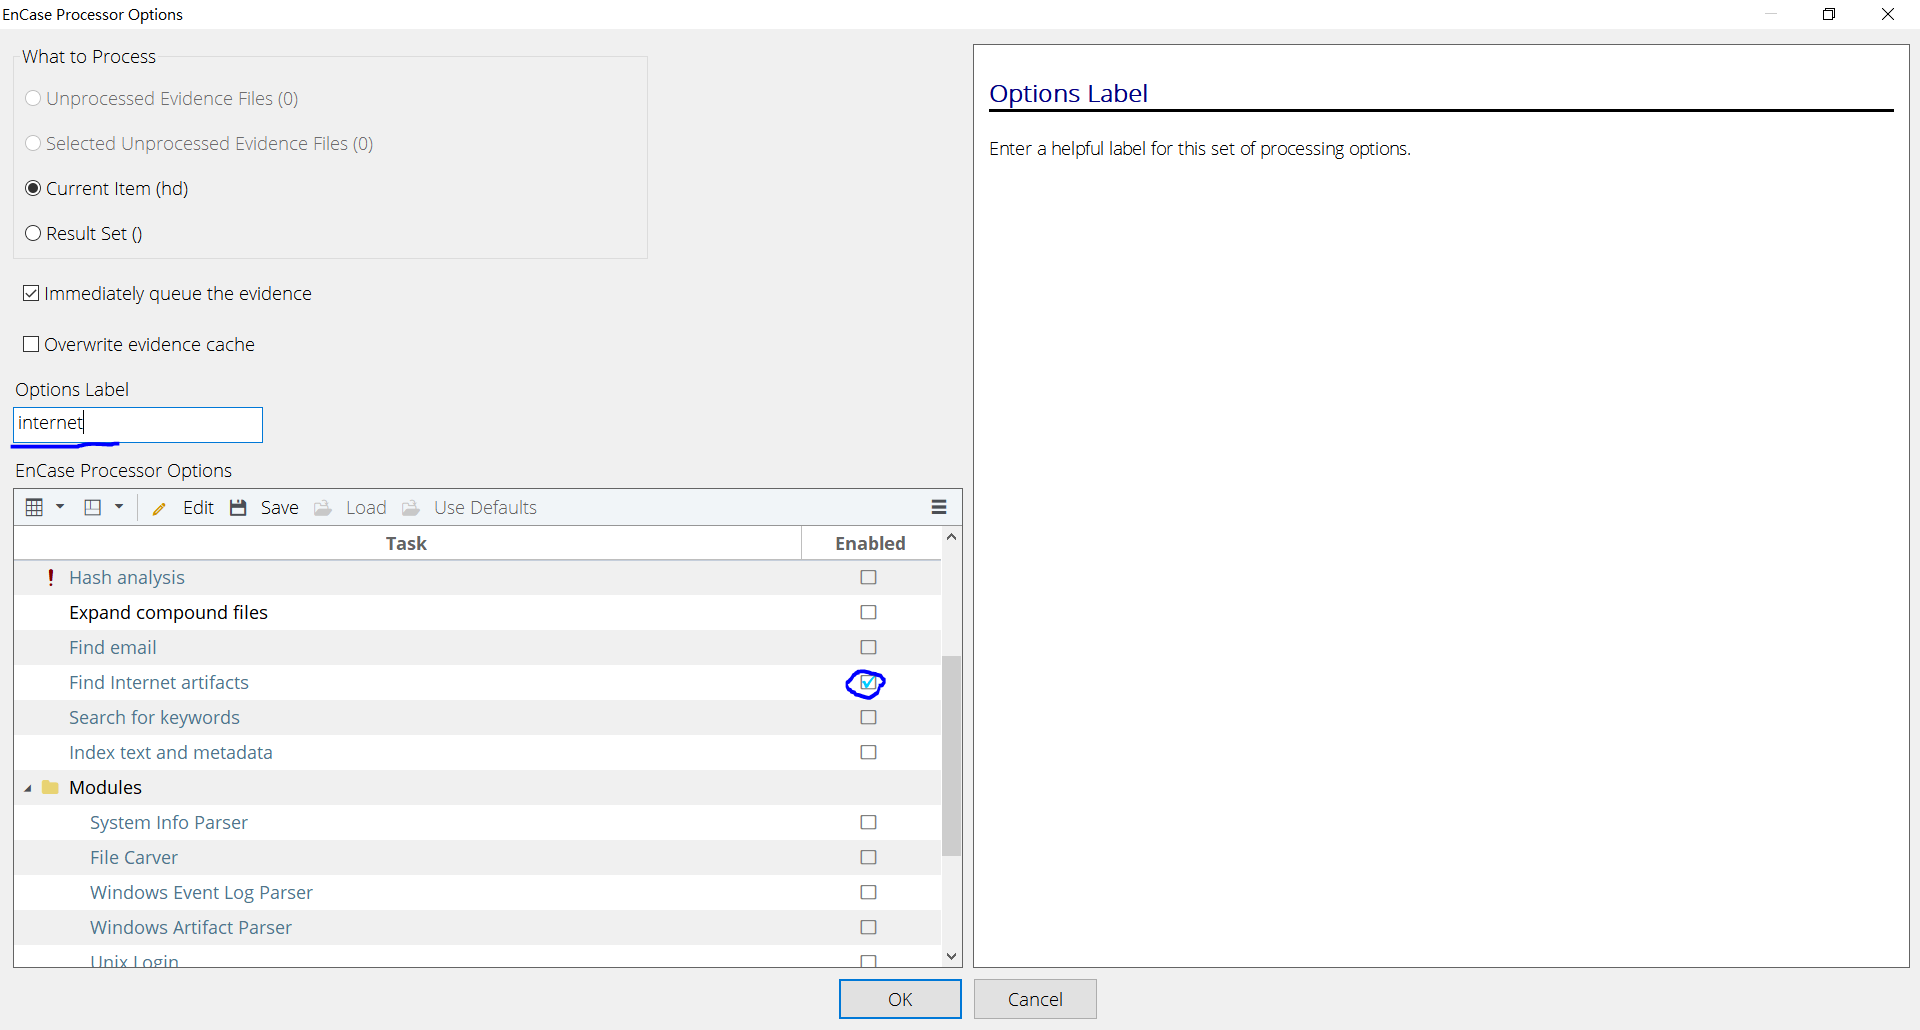 EnCase Processor Options
What to Process
Unprocessed Evidence Files (0)
Selected Unprocessed Evidence Files (0)
Current Item (hd)
Result Set ()
Immediately queue the evidence
Overwrite evidence cache
Options Label
internet
EnCase Processor Options
Edit Save Load Use Defaults
Task Enabled
! Hash analysis
Expand compound files
Find email
Find Internet artifacts
Search for keywords
Index text and metadata
Modules
System Info Parser
File Carver
Windows Event Log Parser
Windows Artifact Parser
Unix Login
Options Label
Enter a helpful label for this set of processing options.
OK Cancel